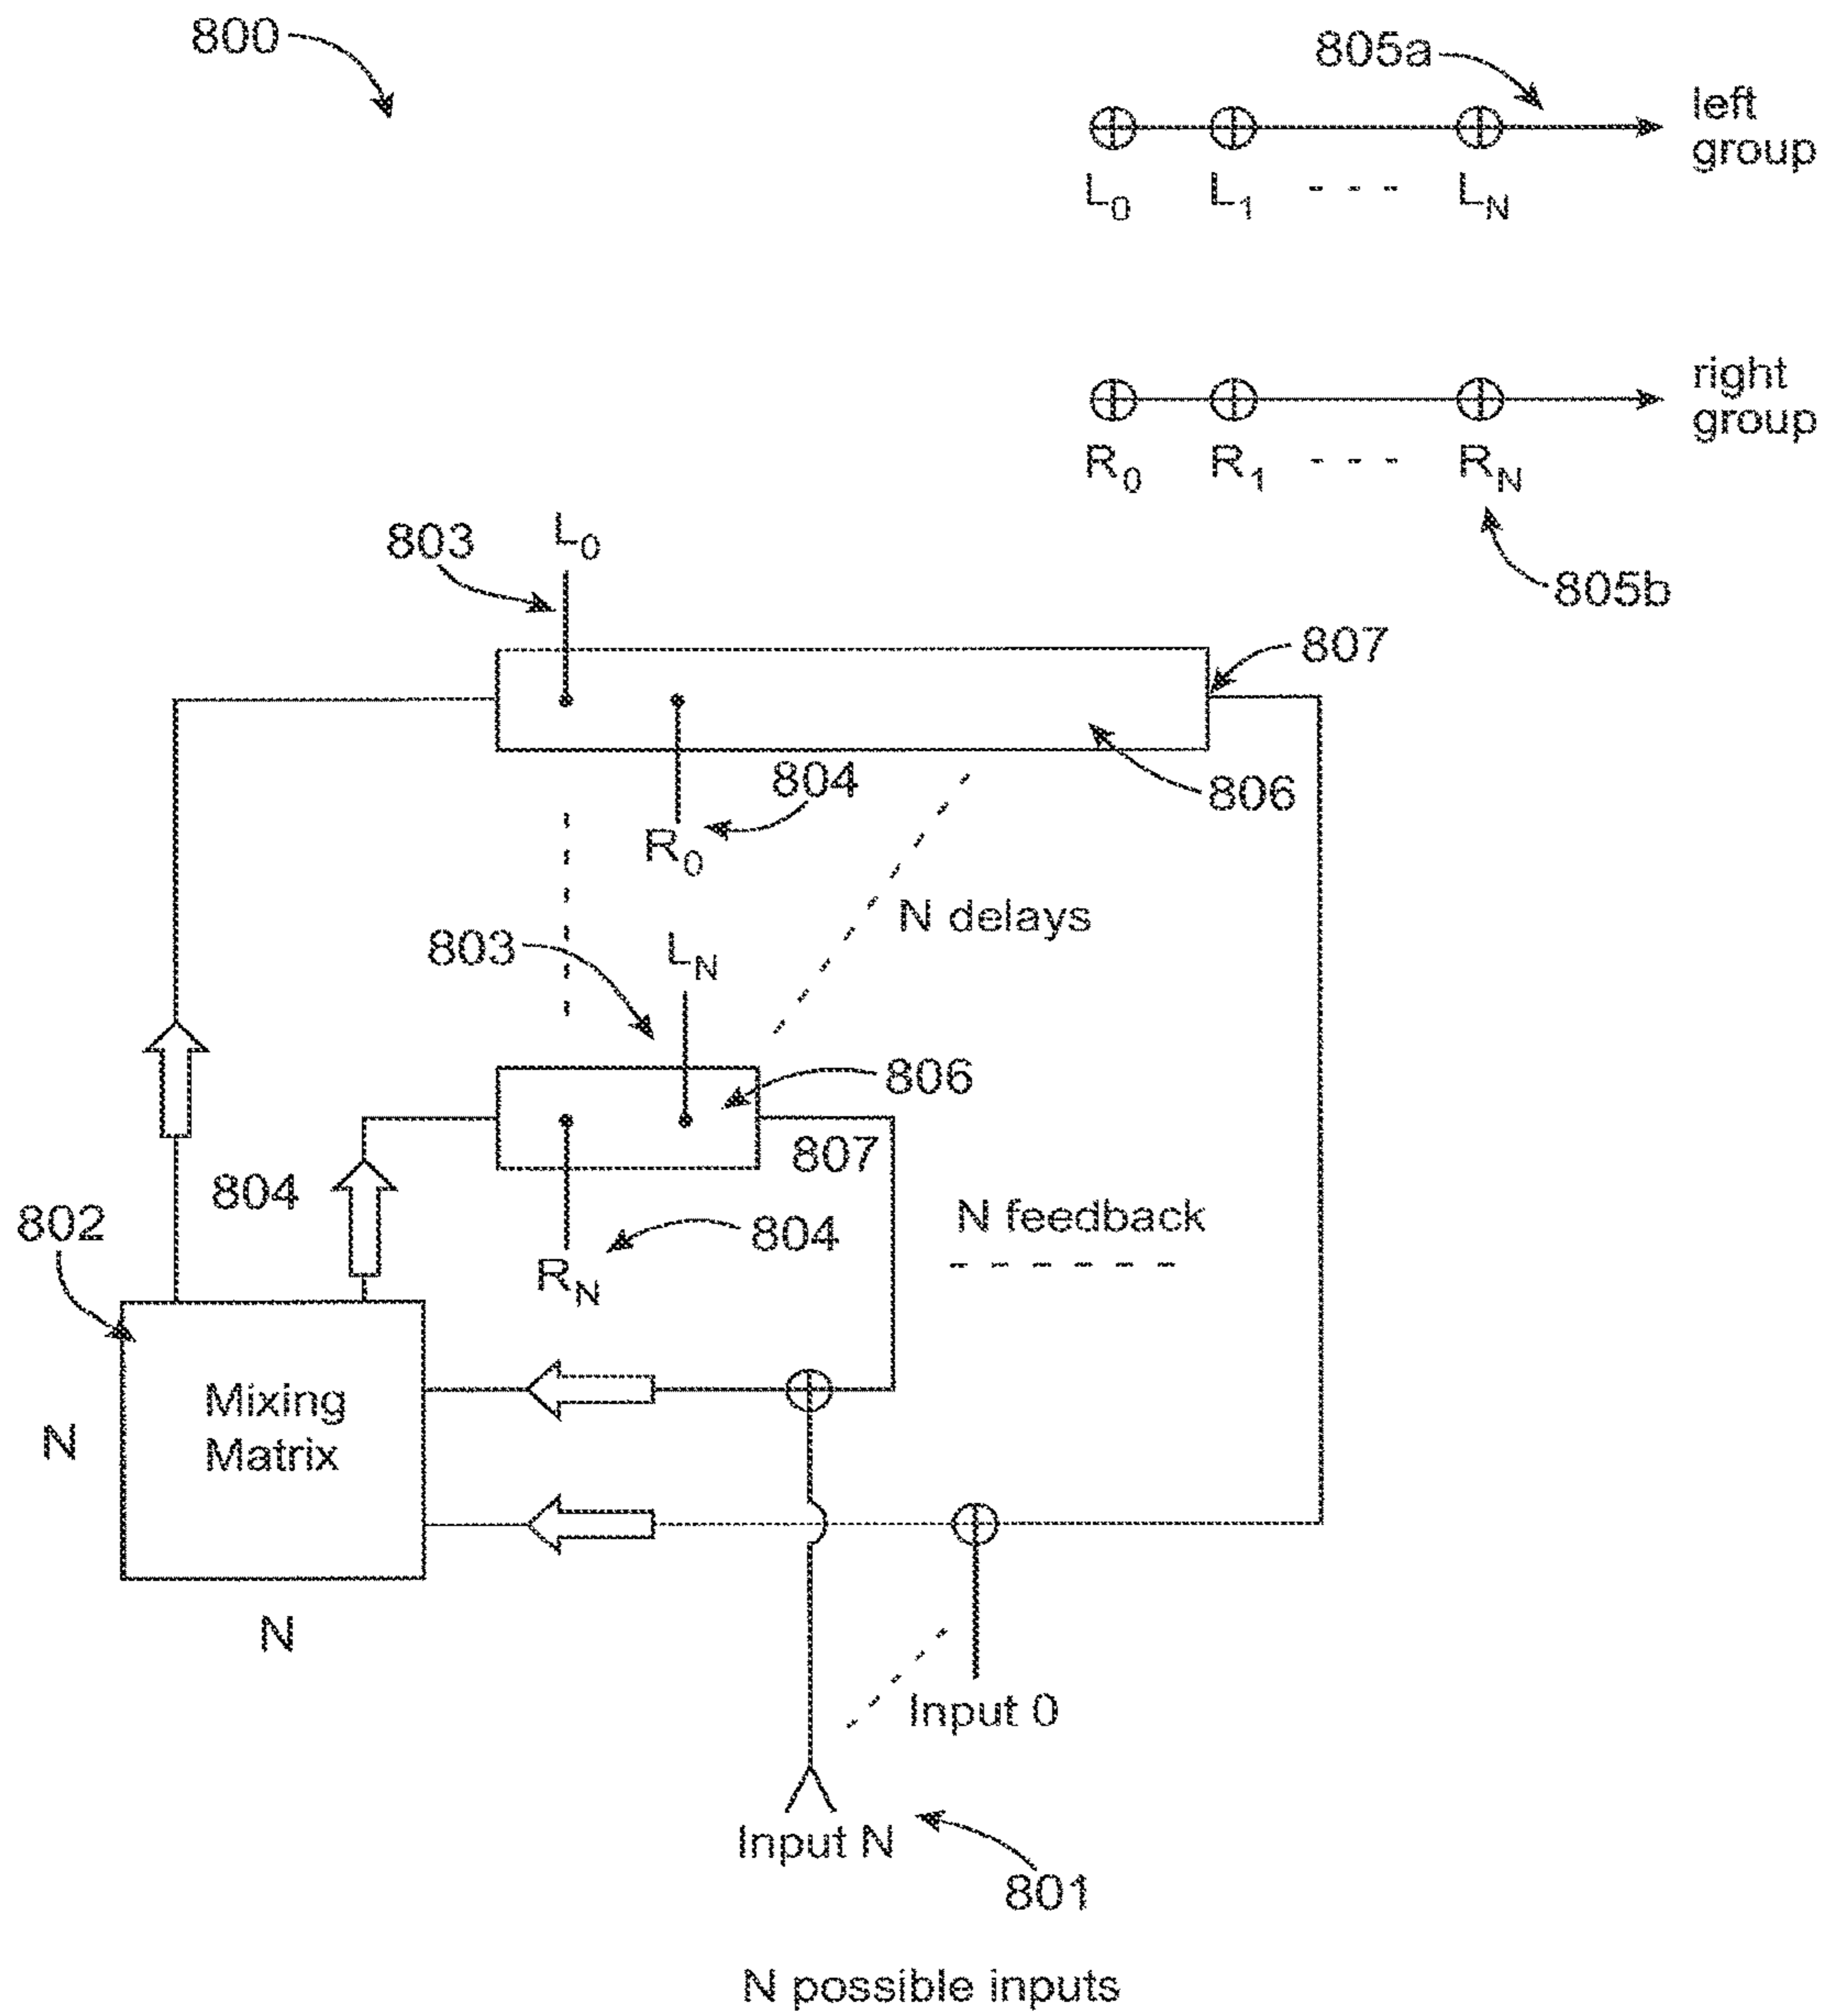 800
805a
left
group
L0 L1 - - - LN
right
group
R0 R1 - - - RN
805b
803
L0
807
806
804
R0
N delays
803
LN
806
807
804
804
802
RN
N feedback
Mixing
Matrix
N
N
Input 0
Input N
801
N possible inputs